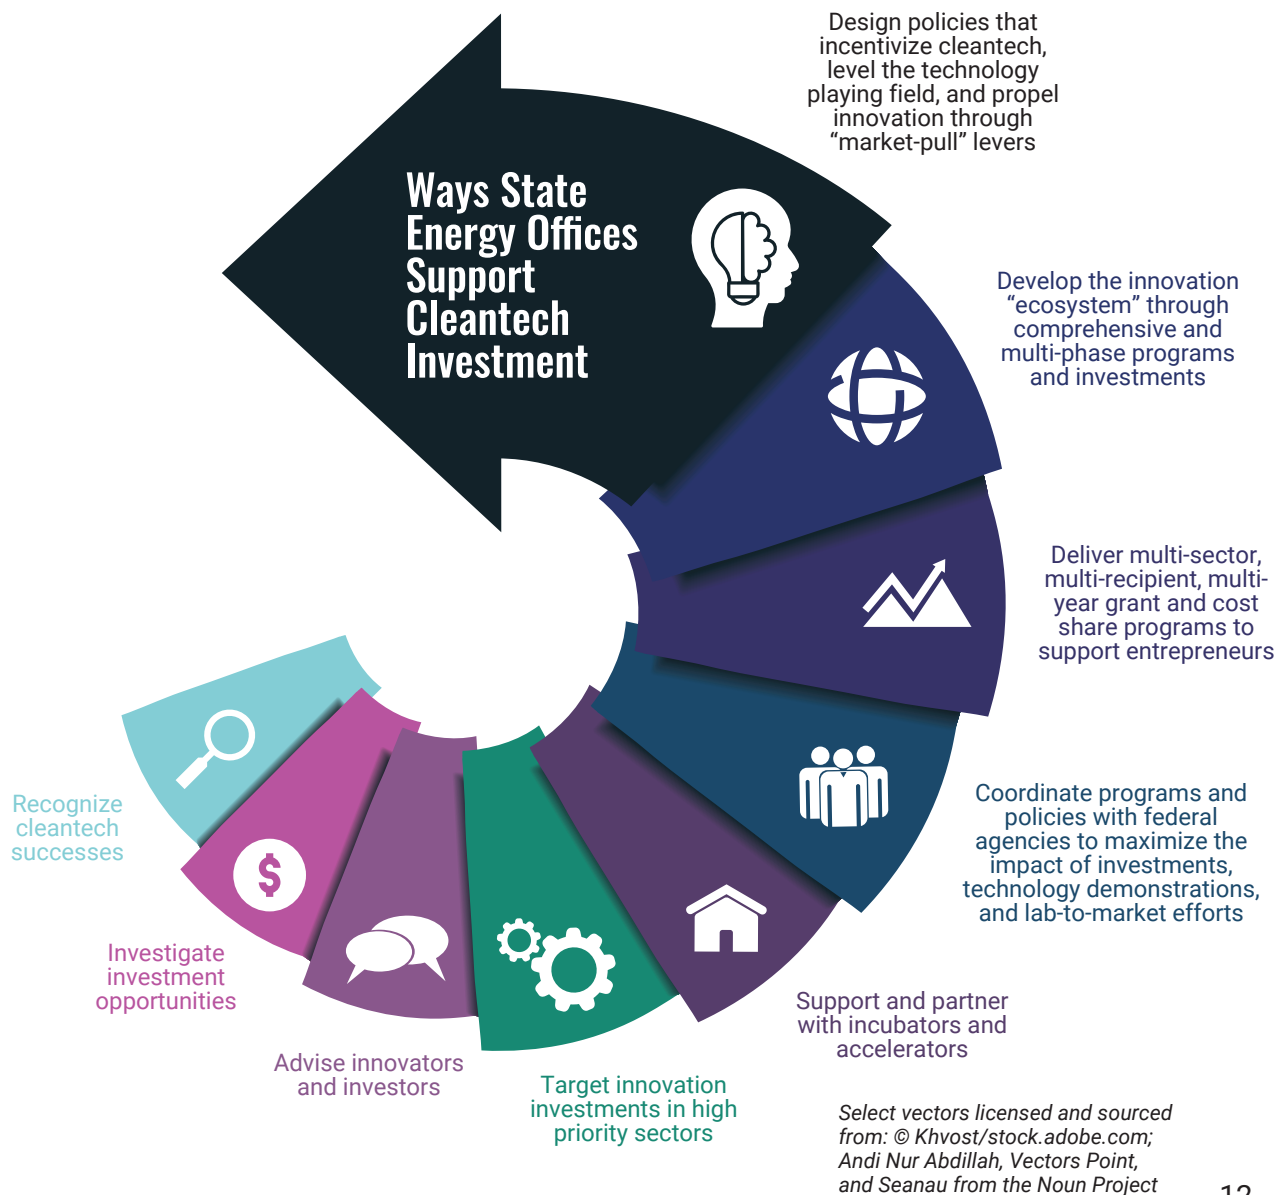 Ways State
Energy Offices
Support
Cleantech
Investment
Design policies that
incentivize cleantech,
level the technology
playing field, and propel
innovation through
“market-pull” levers
Develop the innovation
“ecosystem” through
comprehensive and
multi-phase programs
and investments
Deliver multi-sector,
multi-recipient, multi-
year grant and cost
share programs to
support entrepreneurs
Coordinate programs and
policies with federal
agencies to maximize the
impact of investments,
technology demonstrations,
and lab-to-market efforts
Support and partner
with incubators and
accelerators
Target innovation
investments in high
priority sectors
Advise innovators
and investors
Investigate
investment
opportunities
$
Recognize
cleantech
successes
Select vectors licensed and sourced
from: © Khvost/stock.adobe.com;
Andi Nur Abdillah, Vectors Point,
and Seanau from the Noun Project